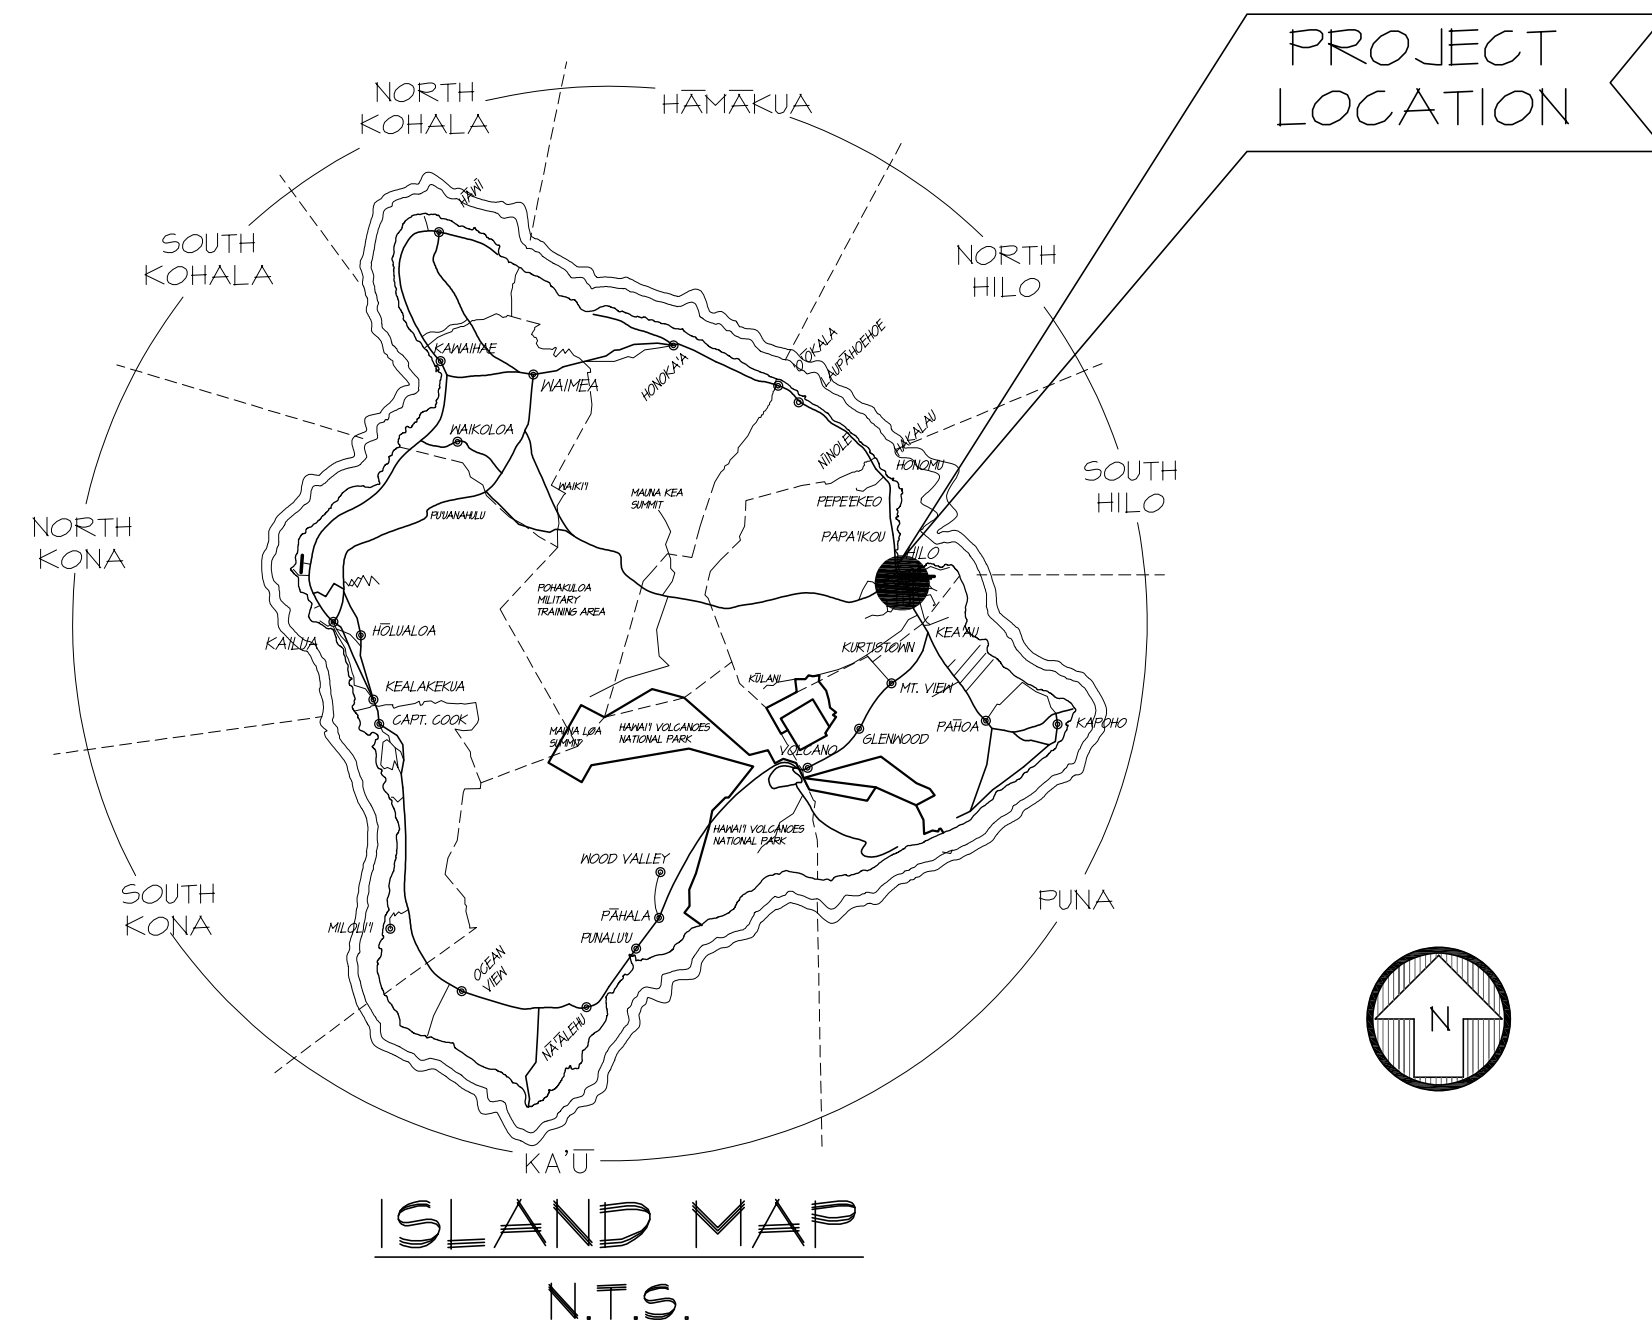 PROJECT
LOCATION
NORTH
KOHALA
HĀMĀKUA
HĀWĪ
SOUTH
KOHALA
NORTH
HILO
KAWAIHAE
WAIMEA
HONOKA'A
O'ŌKALA
LAUPĀHOEHOE
WAIKOLOA
NĪNOLE
HAKALAU
HONOMU
WAIKI'I
MAUNA KEA
SUMMIT
PEPE'EKEO
PU'UANAHULU
PAPA'IKOU
SOUTH
HILO
NORTH
KONA
HILO
POHAKULOA
MILITARY
TRAINING AREA
KAILUA
HŌLUALOA
KEA'AU
KURTISTOWN
KEALAKEKUA
KŪLANI
MT. VIEW
CAPT. COOK
MAUNA LOA
SUMMIT
HAWAI'I VOLCANOES
NATIONAL PARK
PĀHOA
KAPOHO
GLENWOOD
VOLCANO
HAWAI'I VOLCANOES
NATIONAL PARK
WOOD VALLEY
SOUTH
KONA
PUNA
MILOLI'I
PĀHALA
PUNALU'U
OCEAN
VIEW
NĀ'ĀLEHU
N
KA'Ū
ISLAND MAP
N.T.S.